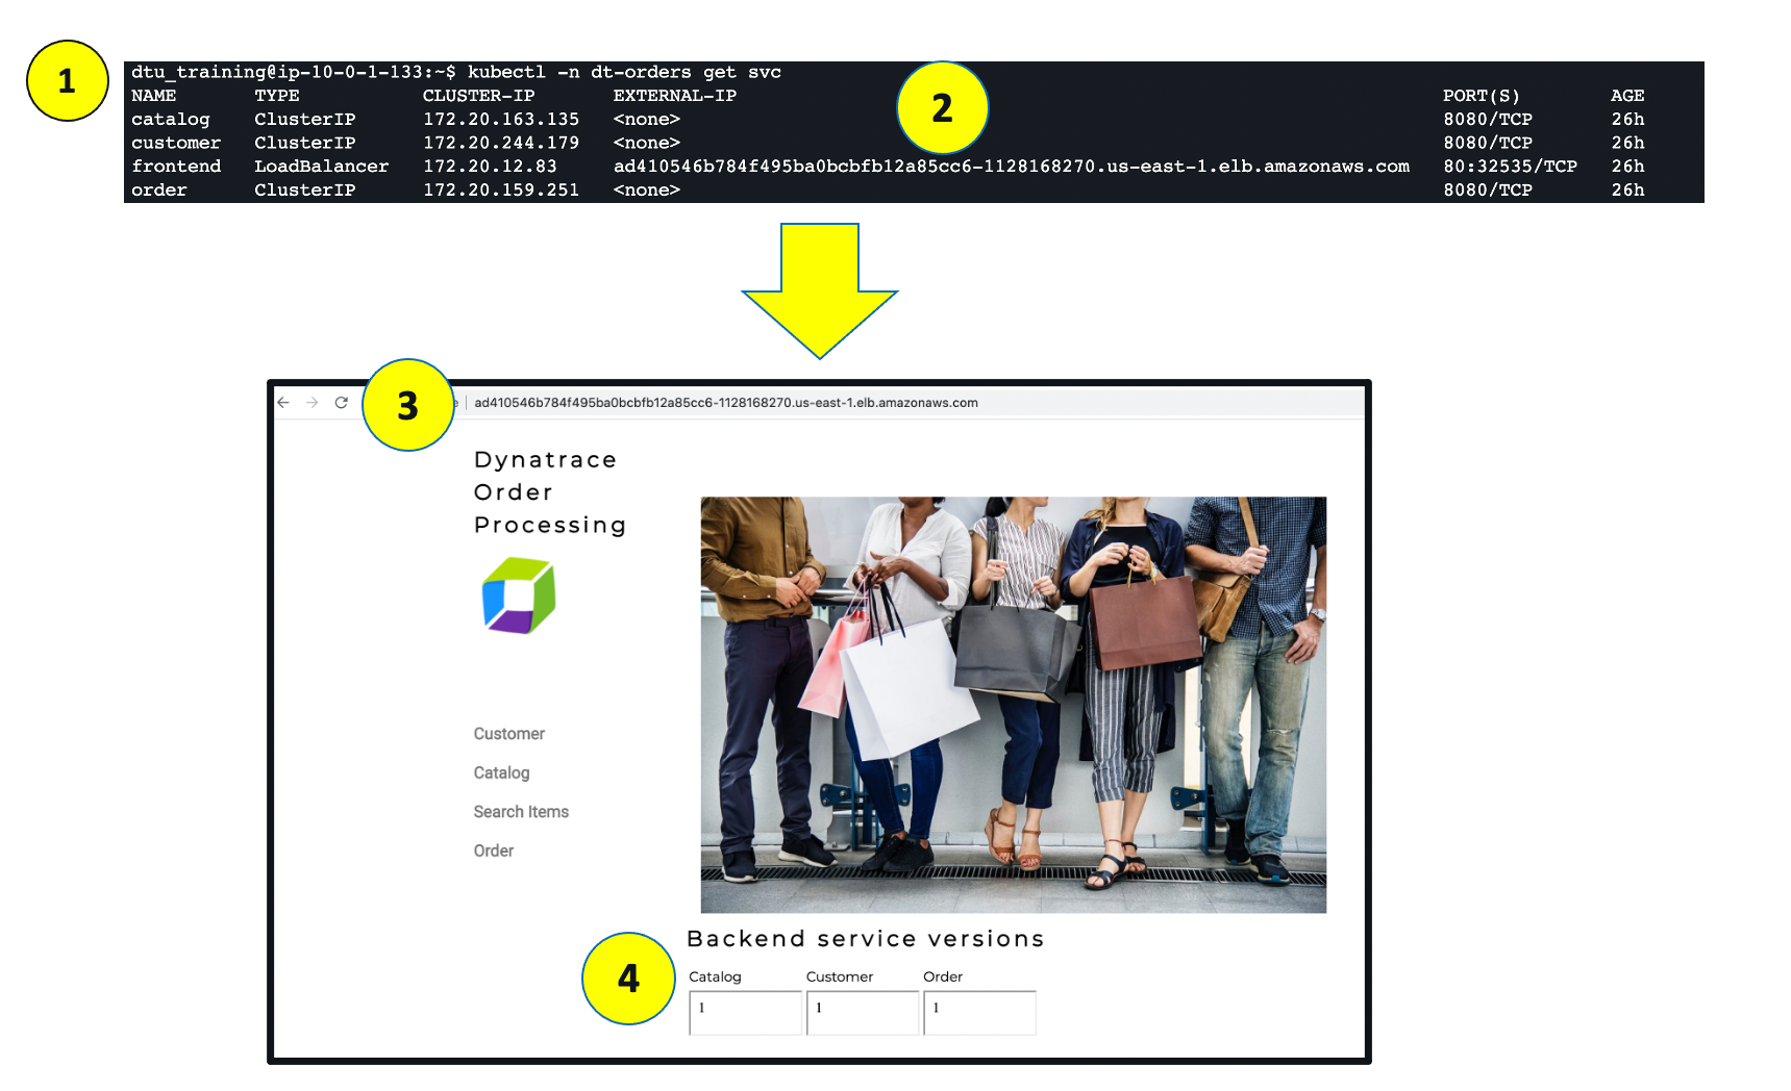 1
dtu_training@ip-10-0-1-133:~$ kubectl -n dt-orders get svc
NAME TYPE CLUSTER-IP EXTERNAL-IP PORT(S) AGE
catalog ClusterIP 172.20.163.135 <none> 8080/TCP 26h
customer ClusterIP 172.20.244.179 <none> 8080/TCP 26h
frontend LoadBalancer 172.20.12.83 ad410546b784f495ba0bcbfb12a85cc6-1128168270.us-east-1.elb.amazonaws.com 80:32535/TCP 26h
order ClusterIP 172.20.159.251 <none> 8080/TCP 26h
2
3
ad410546b784f495ba0bcbfb12a85cc6-1128168270.us-east-1.elb.amazonaws.com
Dynatrace
Order
Processing
Customer
Catalog
Search Items
Order
4
Backend service versions
Catalog Customer Order
1 1 1